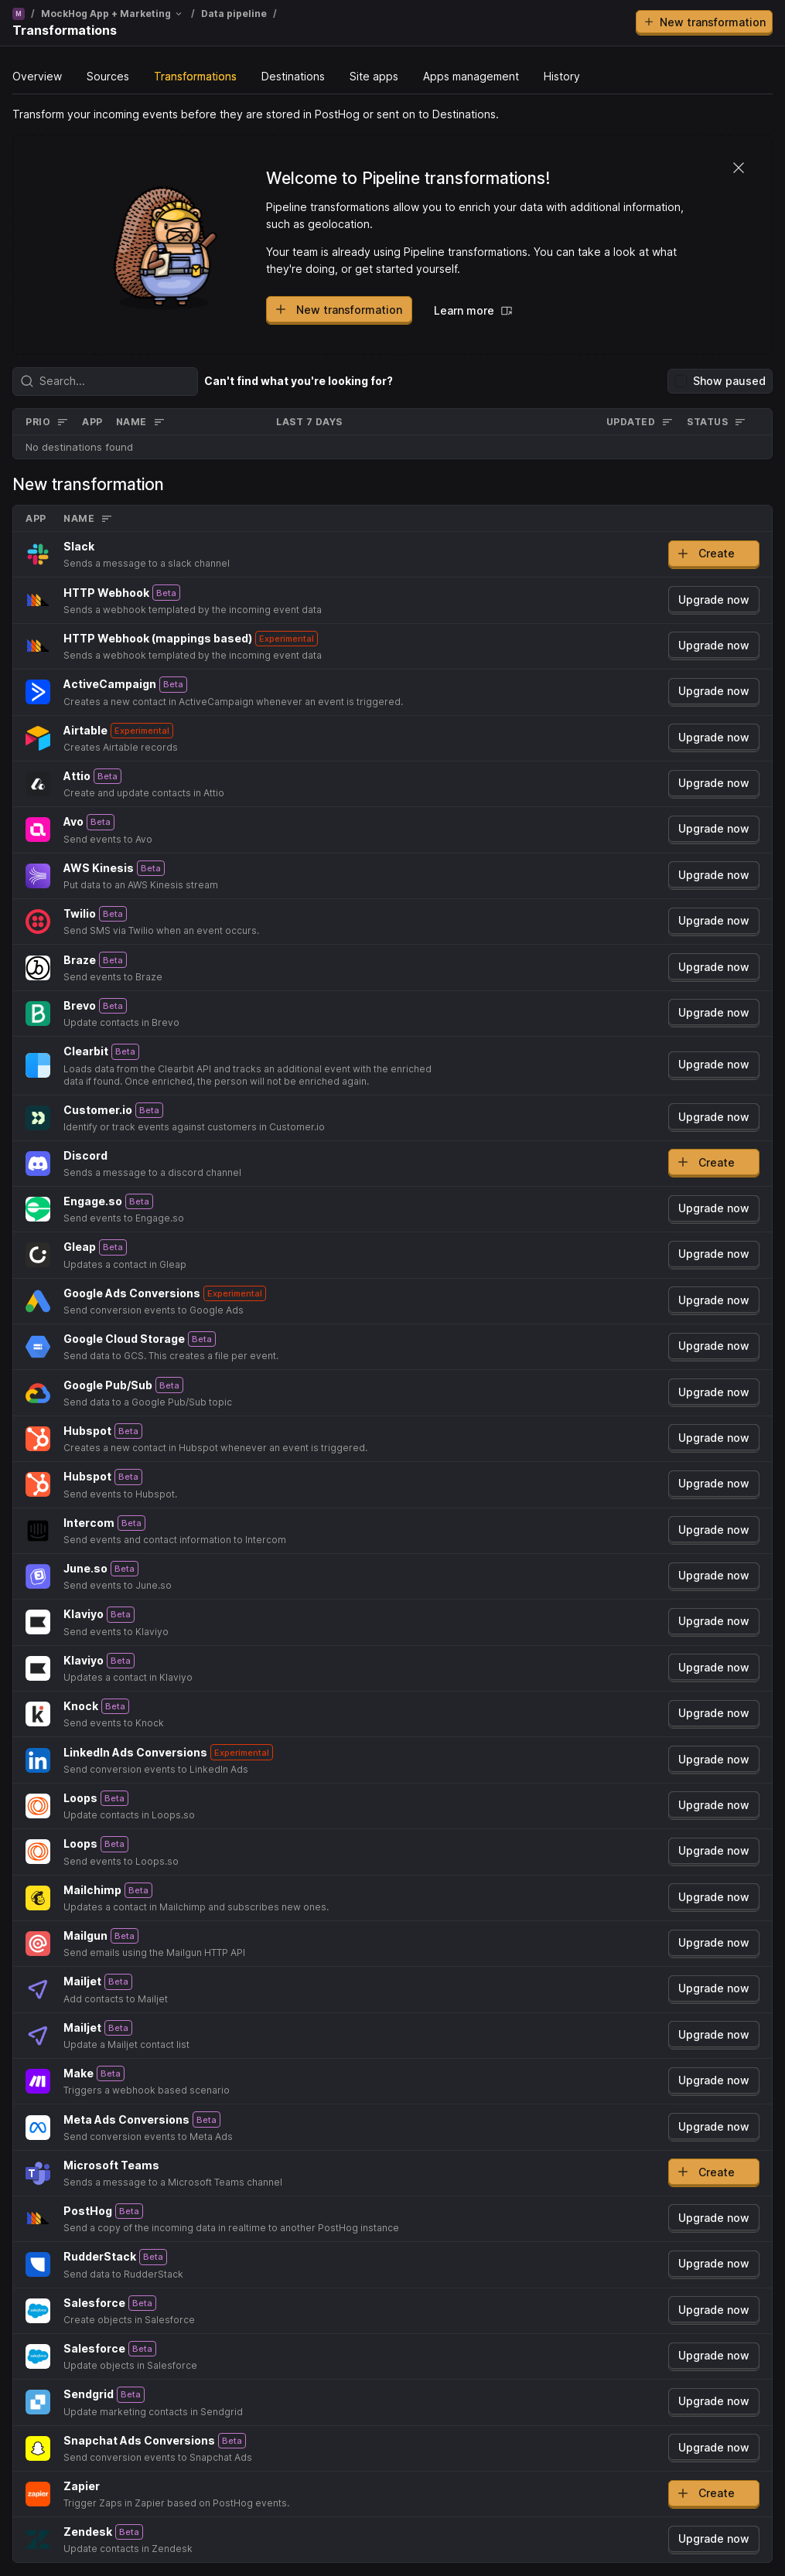 M / MockHog App + Marketing / Data pipeline /
Transformations
New transformation
Overview Sources Transformations Destinations Site apps Apps management History
Transform your incoming events before they are stored in PostHog or sent on to Destinations.
Welcome to Pipeline transformations!
Pipeline transformations allow you to enrich your data with additional information,
such as geolocation.
Your team is already using Pipeline transformations. You can take a look at what
they're doing, or get started yourself.
New transformation Learn more
Search... Can't find what you're looking for? Show paused
PRIO APP NAME LAST 7 DAYS UPDATED STATUS
No destinations found
New transformation
APP NAME
Slack
Sends a message to a slack channel
Create
HTTP Webhook Beta
Sends a webhook templated by the incoming event data
Upgrade now
HTTP Webhook (mappings based) Experimental
Sends a webhook templated by the incoming event data
Upgrade now
ActiveCampaign Beta
Creates a new contact in ActiveCampaign whenever an event is triggered.
Upgrade now
Airtable Experimental
Creates Airtable records
Upgrade now
Attio Beta
Create and update contacts in Attio
Upgrade now
Avo Beta
Send events to Avo
Upgrade now
AWS Kinesis Beta
Put data to an AWS Kinesis stream
Upgrade now
Twilio Beta
Send SMS via Twilio when an event occurs.
Upgrade now
Braze Beta
Send events to Braze
Upgrade now
Brevo Beta
Update contacts in Brevo
Upgrade now
Clearbit Beta
Loads data from the Clearbit API and tracks an additional event with the enriched
data if found. Once enriched, the person will not be enriched again.
Upgrade now
Customer.io Beta
Identify or track events against customers in Customer.io
Upgrade now
Discord
Sends a message to a discord channel
Create
Engage.so Beta
Send events to Engage.so
Upgrade now
Gleap Beta
Updates a contact in Gleap
Upgrade now
Google Ads Conversions Experimental
Send conversion events to Google Ads
Upgrade now
Google Cloud Storage Beta
Send data to GCS. This creates a file per event.
Upgrade now
Google Pub/Sub Beta
Send data to a Google Pub/Sub topic
Upgrade now
Hubspot Beta
Creates a new contact in Hubspot whenever an event is triggered.
Upgrade now
Hubspot Beta
Send events to Hubspot.
Upgrade now
Intercom Beta
Send events and contact information to Intercom
Upgrade now
June.so Beta
Send events to June.so
Upgrade now
Klaviyo Beta
Send events to Klaviyo
Upgrade now
Klaviyo Beta
Updates a contact in Klaviyo
Upgrade now
Knock Beta
Send events to Knock
Upgrade now
LinkedIn Ads Conversions Experimental
Send conversion events to LinkedIn Ads
Upgrade now
Loops Beta
Update contacts in Loops.so
Upgrade now
Loops Beta
Send events to Loops.so
Upgrade now
Mailchimp Beta
Updates a contact in Mailchimp and subscribes new ones.
Upgrade now
Mailgun Beta
Send emails using the Mailgun HTTP API
Upgrade now
Mailjet Beta
Add contacts to Mailjet
Upgrade now
Mailjet Beta
Update a Mailjet contact list
Upgrade now
Make Beta
Triggers a webhook based scenario
Upgrade now
Meta Ads Conversions Beta
Send conversion events to Meta Ads
Upgrade now
Microsoft Teams
Sends a message to a Microsoft Teams channel
Create
PostHog Beta
Send a copy of the incoming data in realtime to another PostHog instance
Upgrade now
RudderStack Beta
Send data to RudderStack
Upgrade now
Salesforce Beta
Create objects in Salesforce
Upgrade now
Salesforce Beta
Update objects in Salesforce
Upgrade now
Sendgrid Beta
Update marketing contacts in Sendgrid
Upgrade now
Snapchat Ads Conversions Beta
Send conversion events to Snapchat Ads
Upgrade now
Zapier
Trigger Zaps in Zapier based on PostHog events.
Create
Zendesk Beta
Update contacts in Zendesk
Upgrade now